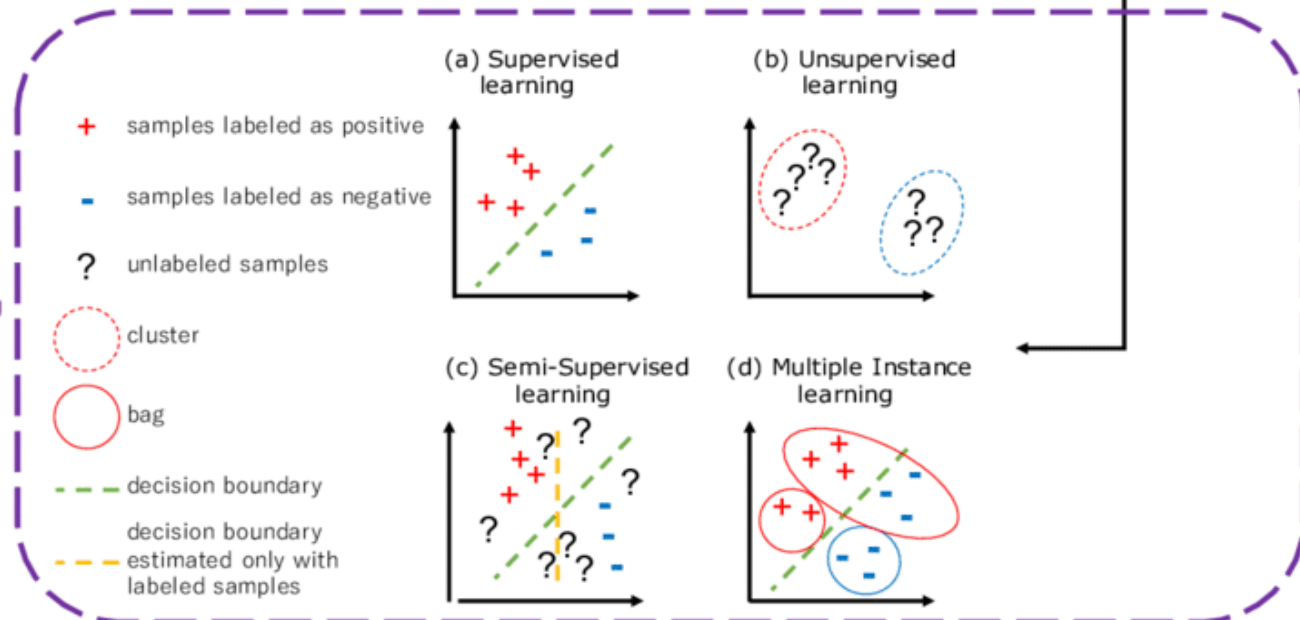 (a) Supervised
learning
(b) Unsupervised
learning
+ samples labeled as positive
- samples labeled as negative
? unlabeled samples
cluster
bag
decision boundary
decision boundary
estimated only with
labeled samples
+
+
+ +
-
-
-
?
? ?
?
?
? ?
(c) Semi-Supervised
learning
(d) Multiple Instance
learning
+ ? ?
+
+ ?
+ -
? -
?
? ? -
+
+ +
-
-
-
+ +
- -
-